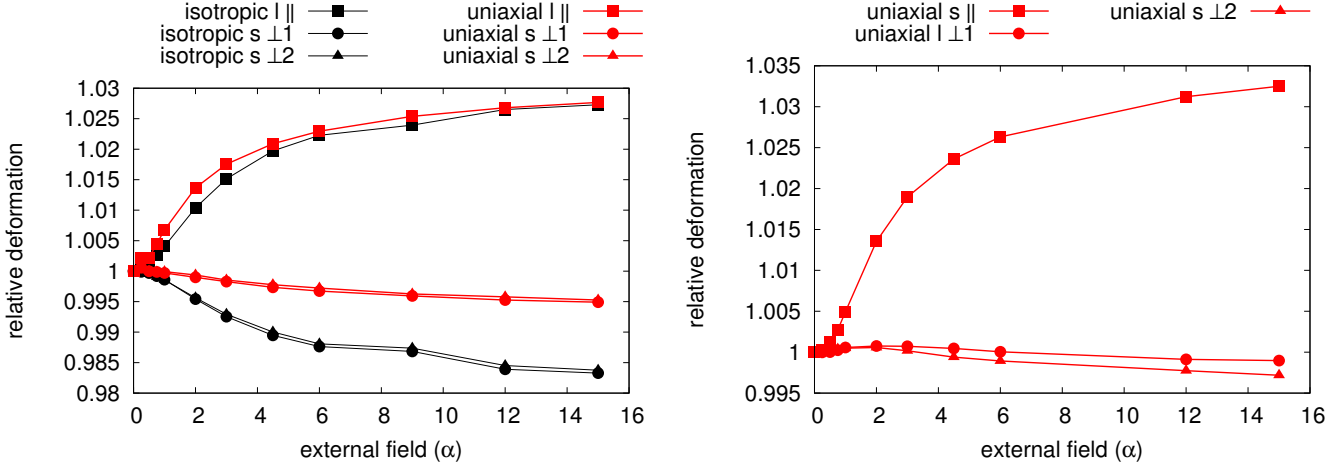 isotropic l ||
isotropic s ⊥1
isotropic s ⊥2
uniaxial l ||
uniaxial s ⊥1
uniaxial s ⊥2
1.03
1.025
1.02
1.015
1.01
1.005
1
0.995
0.99
0.985
0.98
0 2 4 6 8 10 12 14 16
relative deformation
external field (α)
uniaxial s ||
uniaxial l ⊥1
uniaxial s ⊥2
1.035
1.03
1.025
1.02
1.015
1.01
1.005
1
0.995
0 2 4 6 8 10 12 14 16
relative deformation
external field (α)